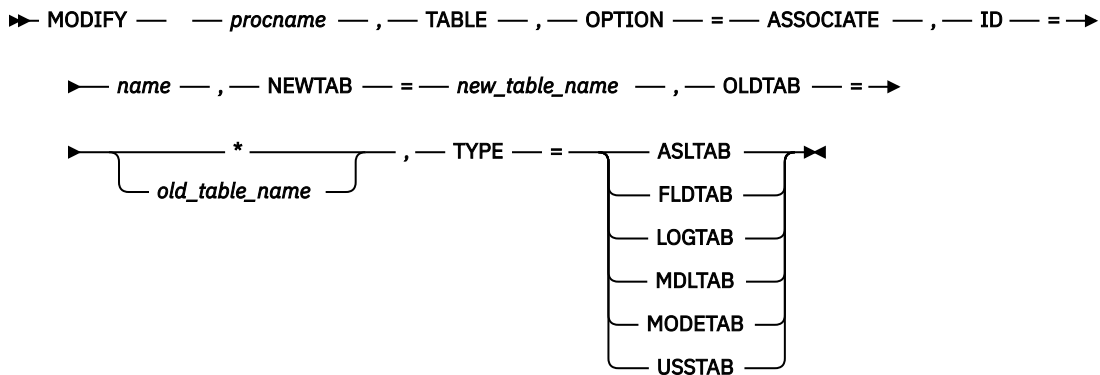 MODIFY procname , TABLE , OPTION = ASSOCIATE , ID =
name , NEWTAB = new_table_name , OLDTAB =
* , TYPE = ASLTAB
old_table_name FLDTAB
LOGTAB
MDLTAB
MODETAB
USSTAB